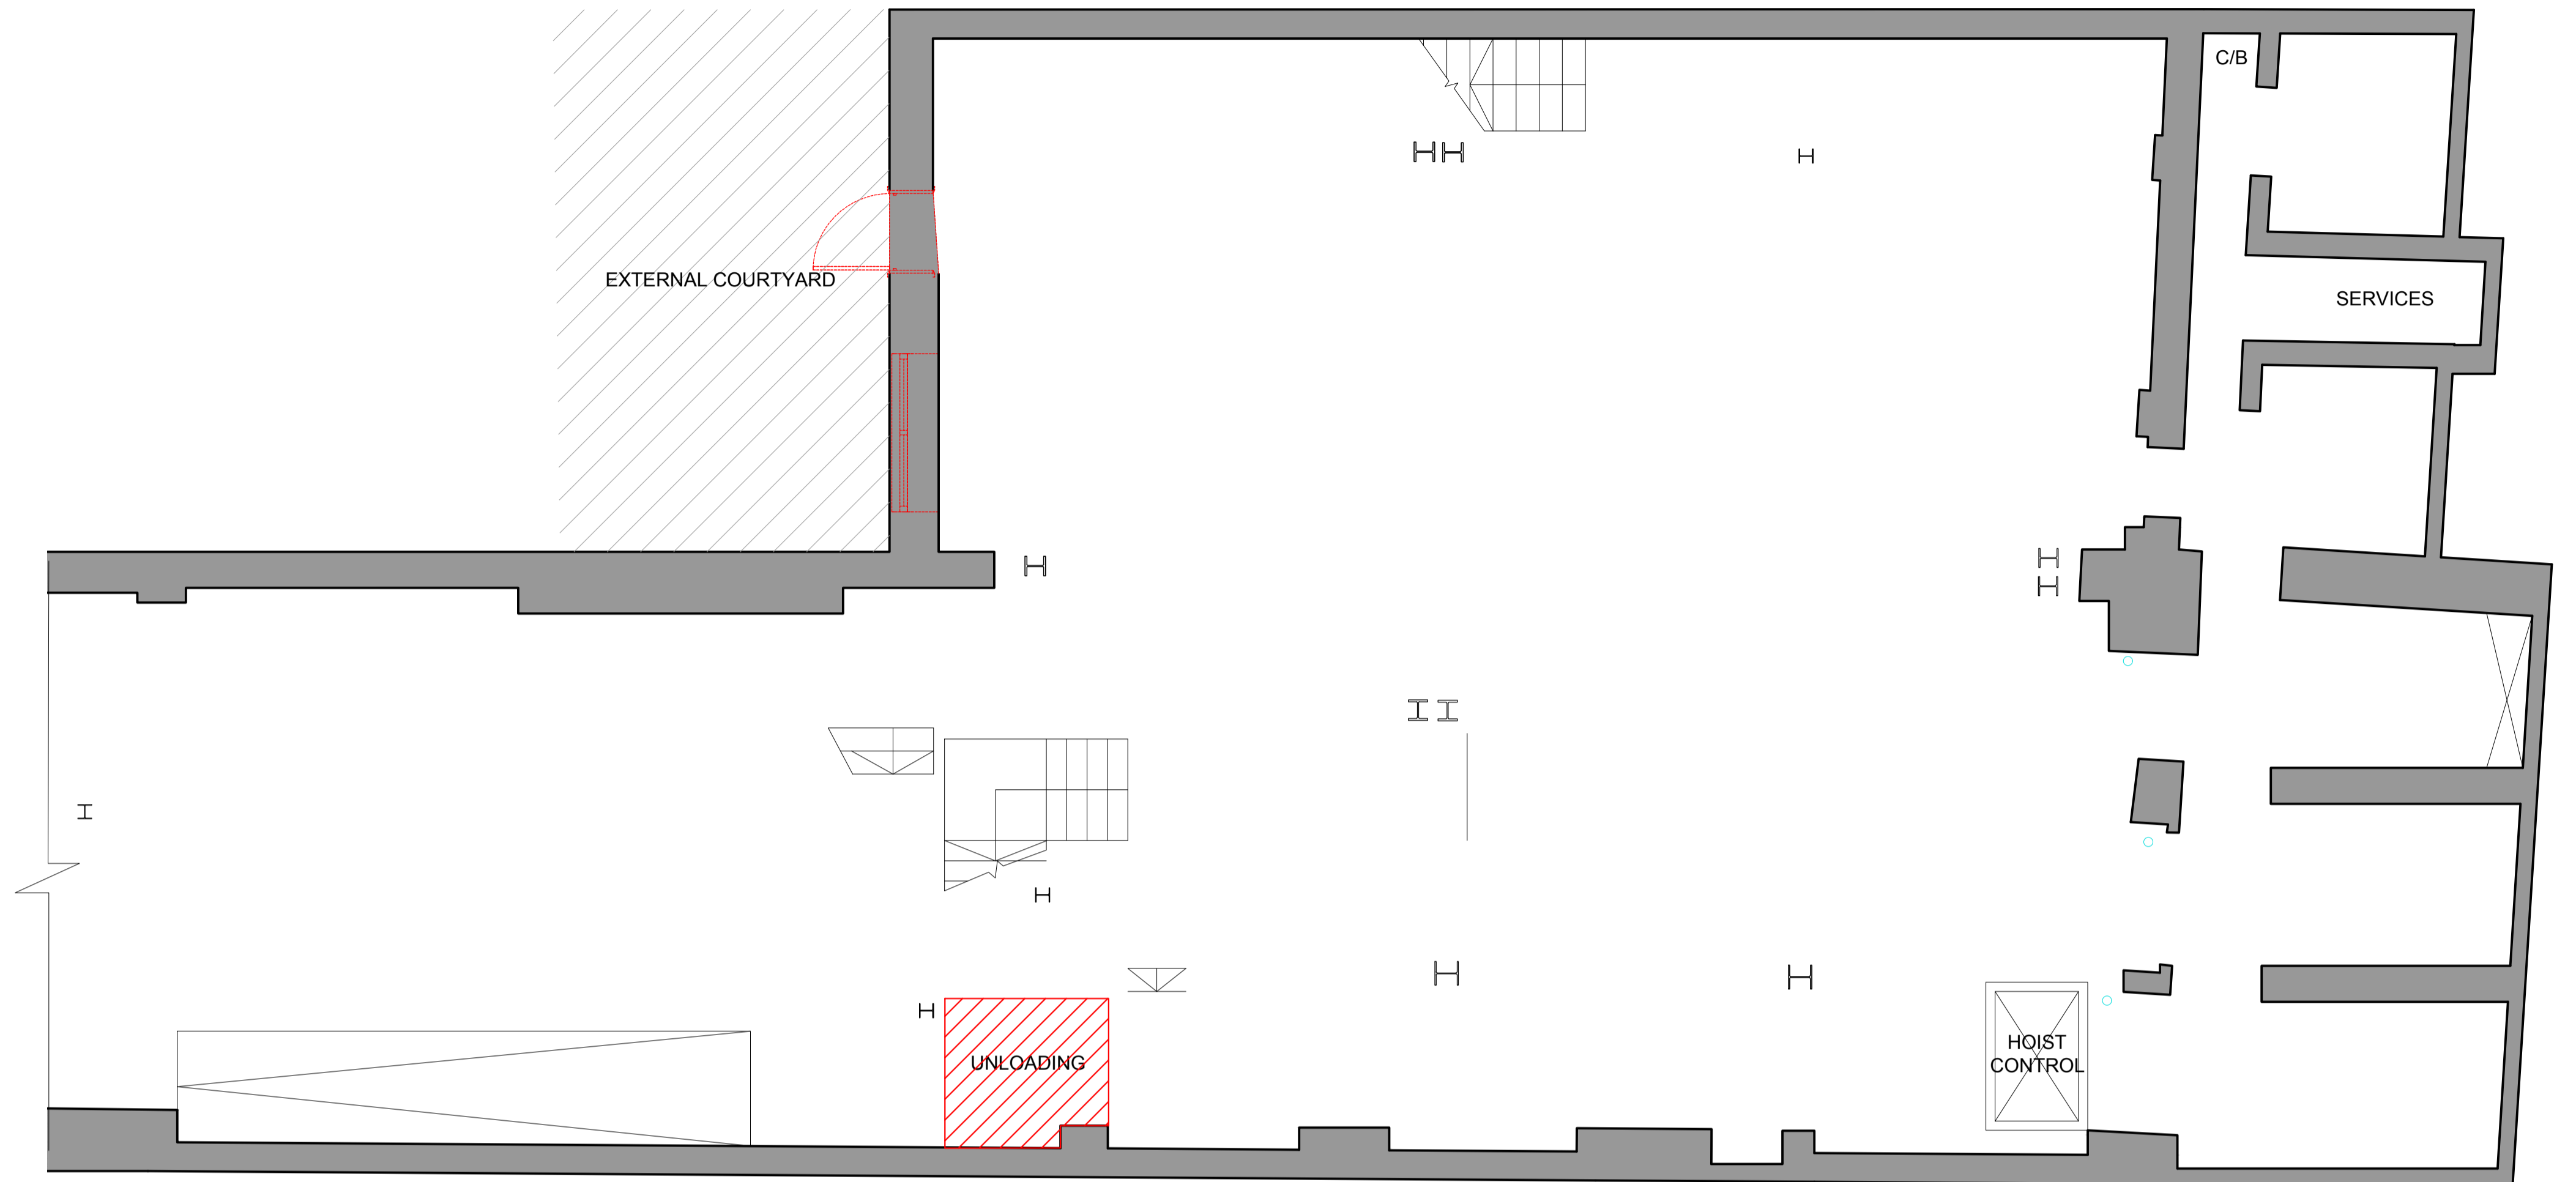 C/B
EXTERNAL COURTYARD
SERVICES
UNLOADING
HOIST
CONTROL